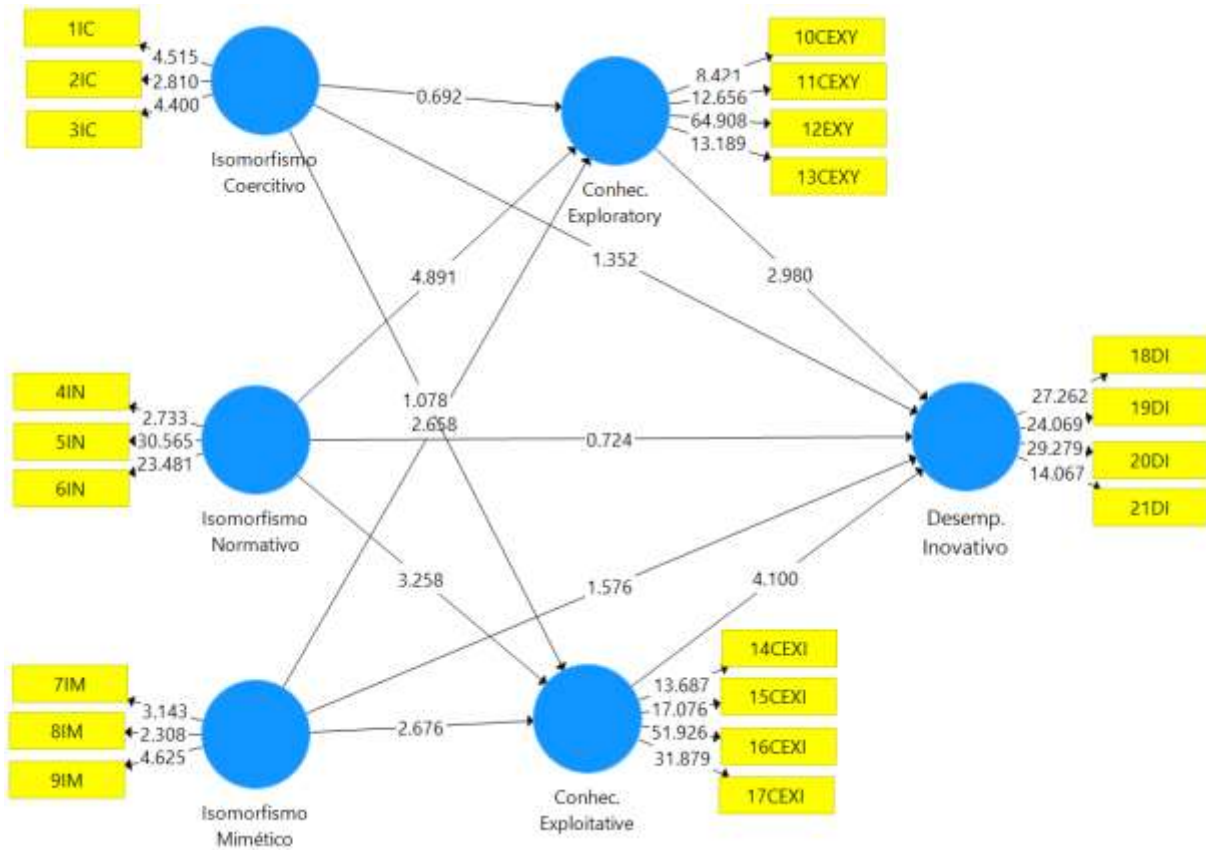 1IC
2IC
3IC
4.515
2.810
4.400
Isomorfismo
Coercitivo
0.692
10CEXY
11CEXY
12EXY
13CEXY
8.421
12.656
64.908
13.189
Conhec.
Exploratory
4.891
1.352
2.980
1.078
2.658
4IN
5IN
6IN
2.733
30.565
23.481
Isomorfismo
Normativo
0.724
18DI
19DI
20DI
21DI
27.262
24.069
29.279
14.067
Desemp.
Inovativo
3.258
1.576
4.100
7IM
8IM
9IM
3.143
2.308
4.625
Isomorfismo
Mimético
2.676
14CEXI
15CEXI
16CEXI
17CEXI
13.687
17.076
51.926
31.879
Conhec.
Exploitative